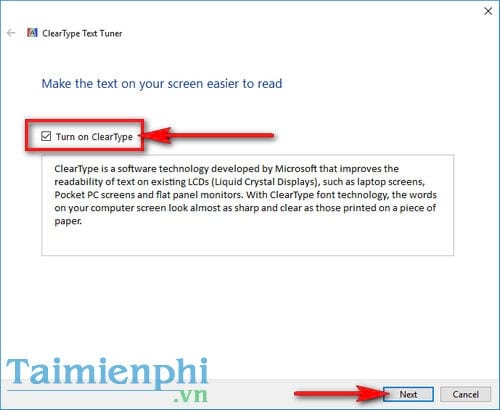 ClearType Text Tuner
Make the text on your screen easier to read
Turn on ClearType
ClearType is a software technology developed by Microsoft that improves the
readability of text on existing LCDs (Liquid Crystal Displays), such as laptop screens,
Pocket PC screens and flat panel monitors. With ClearType font technology, the words
on your computer screen look almost as sharp and clear as those printed on a piece of
paper.
Taimienphi
.vn
Next
Cancel